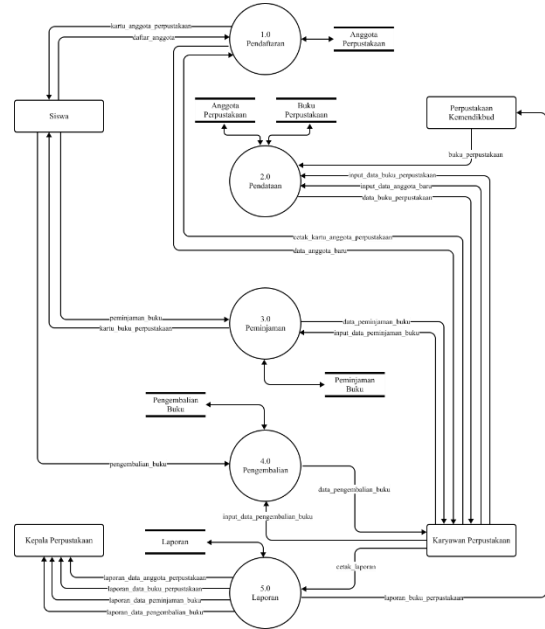 kartu_anggota_perpustakaan
daftar_anggota
1.0
Pendaftaran
Anggota
Perpustakaan
Siswa
Anggota
Perpustakaan
Buku
Perpustakaan
Perpustakaan
Kemendikbud
buku_perpustakaan
2.0
Pendataan
input_data_buku_perpustakaan
input_data_anggota_baru
data_buku_perpustakaan
cetak_kartu_anggota_perpustakaan
data_anggota_baru
peminjaman_buku
kartu_buku_perpustakaan
3.0
Peminjaman
data_peminjaman_buku
input_data_peminjaman_buku
Peminjaman
Buku
Pengembalian
Buku
4.0
Pengembalian
pengembalian_buku
data_pengembalian_buku
input_data_pengembalian_buku
Kepala Perpustakaan
Laporan
Karyawan Perpustakaan
cetak_laporan
5.0
Laporan
laporan_data_anggota_perpustakaan
laporan_data_buku_perpustakaan
laporan_data_peminjam_buku
laporan_data_pengembalian_buku
laporan_buku_perpustakaan